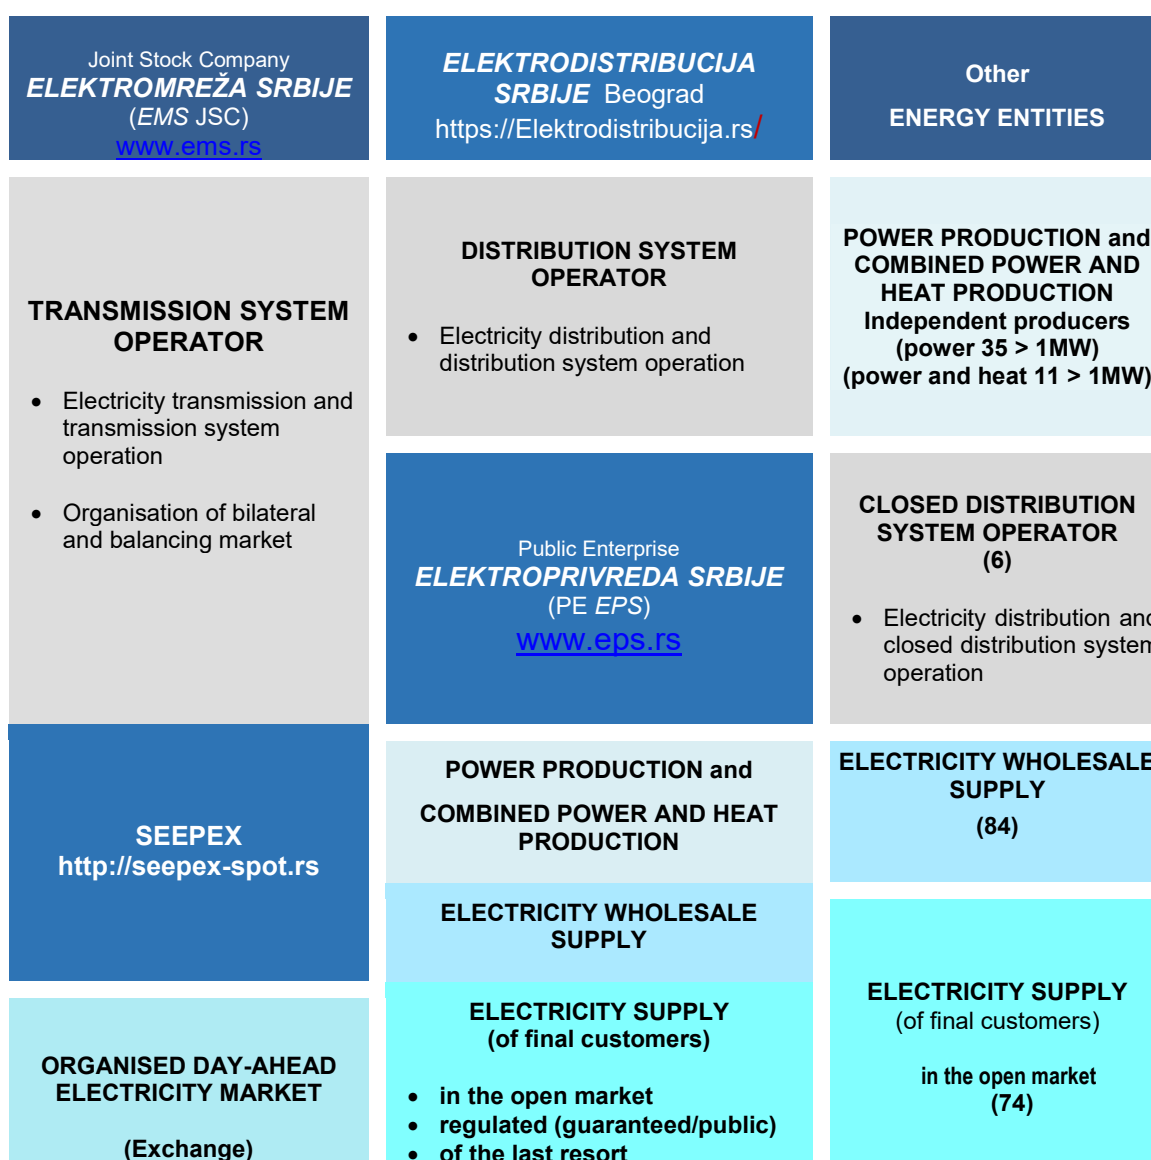 Joint Stock Company
ELEKTROMREŽA SRBIJE
(EMS JSC)
www.ems.rs
TRANSMISSION SYSTEM
OPERATOR
• Electricity transmission and
transmission system
operation
• Organisation of bilateral
and balancing market
SEEPEX
http://seepex-spot.rs
ORGANISED DAY-AHEAD
ELECTRICITY MARKET
(Exchange)
ELEKTRODISTRIBUCIJA
SRBIJE Beograd
https://Elektrodistribucija.rs/
DISTRIBUTION SYSTEM
OPERATOR
• Electricity distribution and
distribution system operation
Public Enterprise
ELEKTROPRIVREDA SRBIJE
(PE EPS)
www.eps.rs
POWER PRODUCTION and
COMBINED POWER AND HEAT
PRODUCTION
ELECTRICITY WHOLESALE
SUPPLY
ELECTRICITY SUPPLY
(of final customers)
• in the open market
• regulated (guaranteed/public)
• of the last resort
Other
ENERGY ENTITIES
POWER PRODUCTION and
COMBINED POWER AND
HEAT PRODUCTION
Independent producers
(power 35 > 1MW)
(power and heat 11 > 1MW)
CLOSED DISTRIBUTION
SYSTEM OPERATOR
(6)
• Electricity distribution and
closed distribution system
operation
ELECTRICITY WHOLESALE
SUPPLY
(84)
ELECTRICITY SUPPLY
(of final customers)
in the open market
(74)